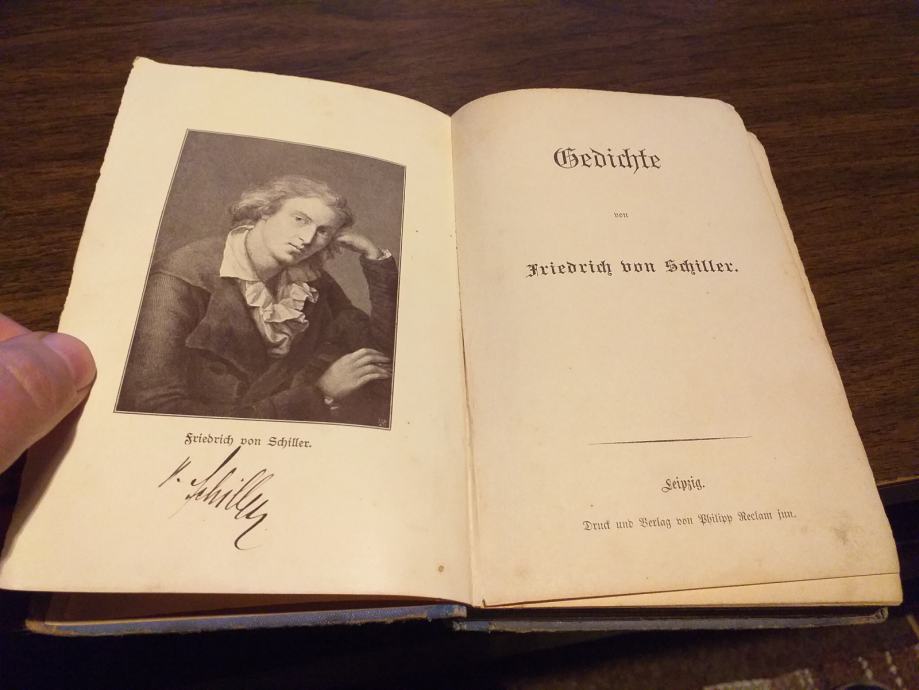 Friedrich von Schiller.
v. Schiller
Gedichte
von
Friedrich von Schiller.
Leipzig.
Druck und Verlag von Philipp Reclam jun.